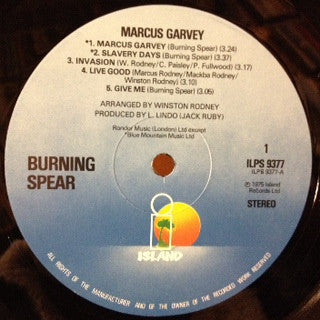 MARCUS GARVEY
*1. MARCUS GARVEY (Burning Spear) (3.24)
*2. SLAVERY DAYS (Burning Spear) (3.37)
3. INVASION (W. Rodney/C. Paisley/P. Fullwood) (3.22)
4. LIVE GOOD (Marcus Rodney/Mackba Rodney/
Winston Rodney) (3.10)
5. GIVE ME (Burning Spear) (3.05)
ARRANGED BY WINSTON RODNEY
PRODUCED BY L. LINDO (JACK RUBY)
Rondor Music (London) Ltd except
*Blue Mountain Music Ltd
BURNING
SPEAR
1
ILPS 9377
ILPS 9377-A
℗ 1975 Island
Records Ltd
STEREO
i
ISLAND
ALL RIGHTS OF THE MANUFACTURER AND OF THE OWNER OF THE RECORDED WORK RESERVED